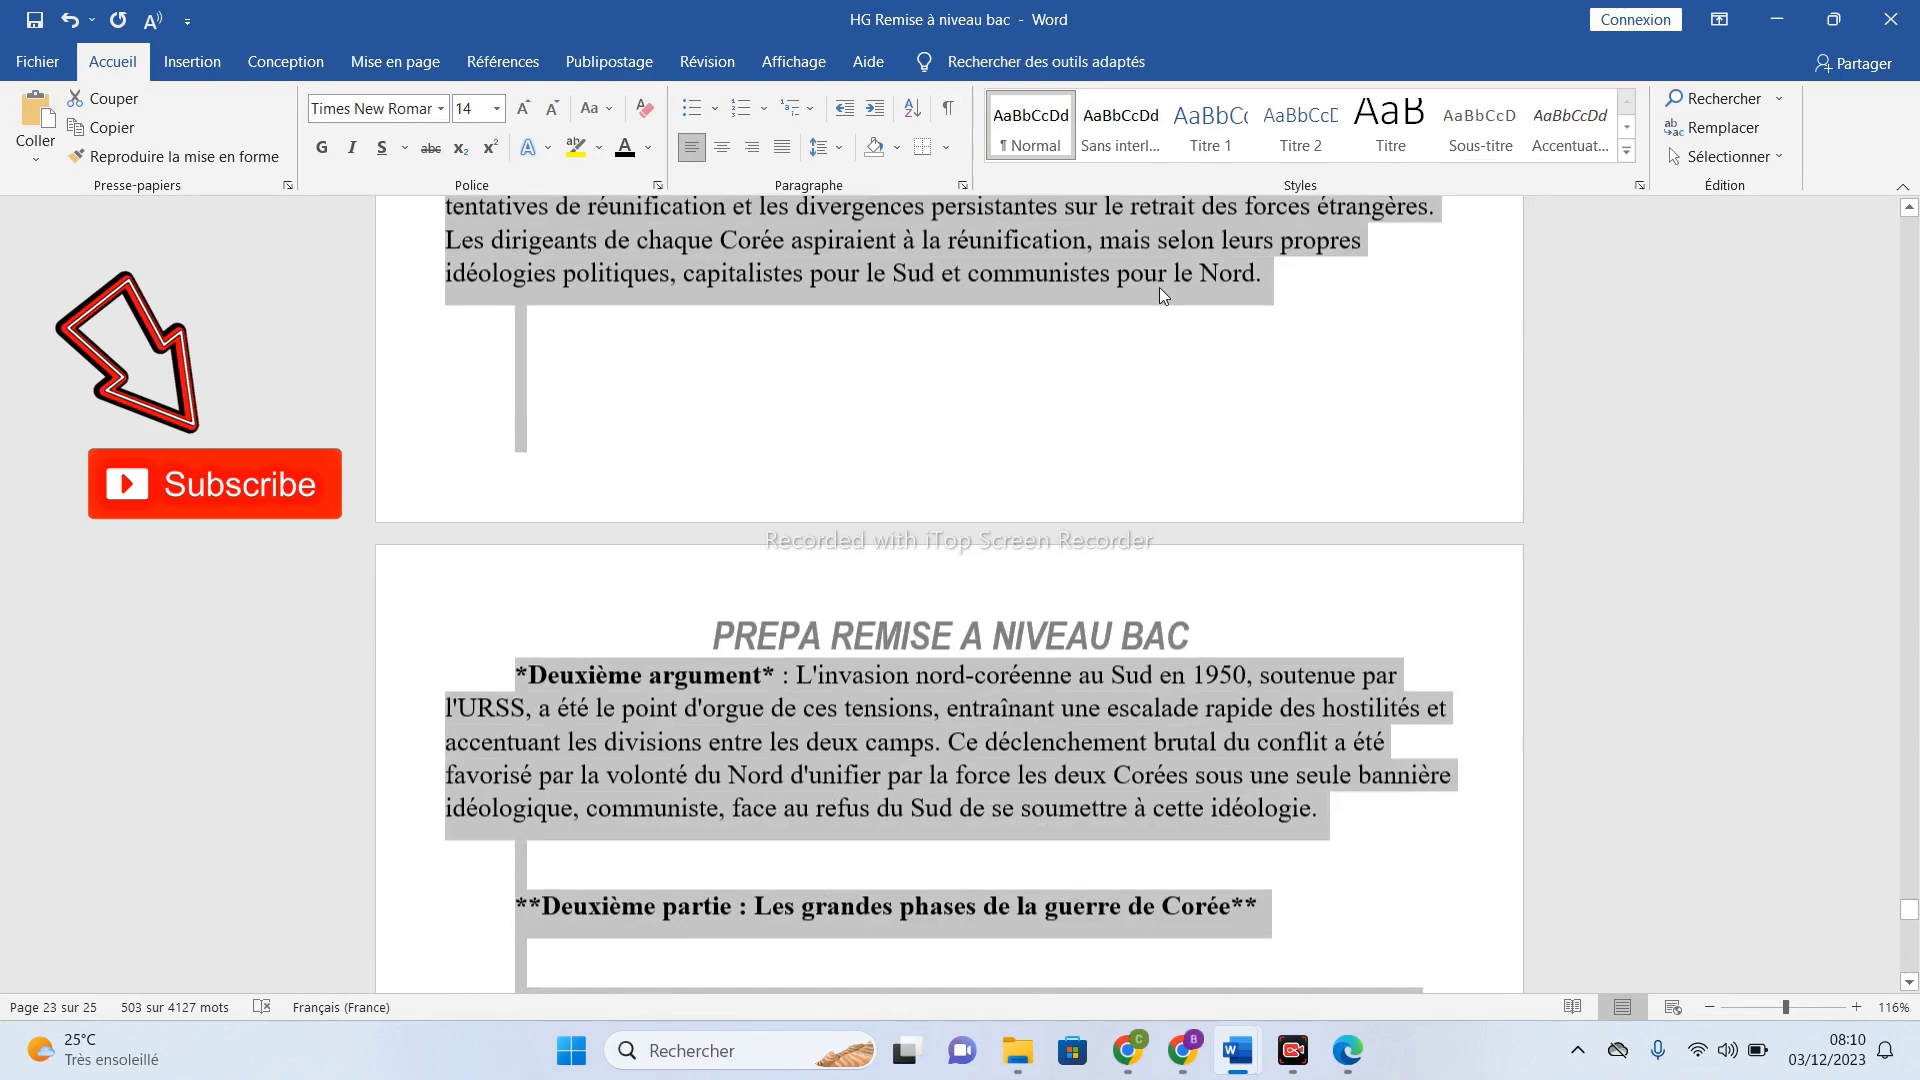 HG Remise à niveau bac - Word
Connexion
Fichier Accueil Insertion Conception Mise en page Références Publipostage Révision Affichage Aide Rechercher des outils adaptés Partager
Coller
Couper
Copier
Reproduire la mise en forme
Presse-papiers
Times New Romar 14
Aa
G I S abc x₂ x² A A
Police
Paragraphe
AaBbCcDd AaBbCcDd AaBbCc AaBbCcD AaB AaBbCcD AaBbCcDd
¶ Normal Sans interl... Titre 1 Titre 2 Titre Sous-titre Accentuat...
Styles
Rechercher
Remplacer
Sélectionner
Édition
tentatives de réunification et les divergences persistantes sur le retrait des forces étrangères.
Les dirigeants de chaque Corée aspiraient à la réunification, mais selon leurs propres
idéologies politiques, capitalistes pour le Sud et communistes pour le Nord.
Subscribe
Recorded with iTop Screen Recorder
PREPA REMISE A NIVEAU BAC
*Deuxième argument* : L'invasion nord-coréenne au Sud en 1950, soutenue par
l'URSS, a été le point d'orgue de ces tensions, entraînant une escalade rapide des hostilités et
accentuant les divisions entre les deux camps. Ce déclenchement brutal du conflit a été
favorisé par la volonté du Nord d'unifier par la force les deux Corées sous une seule bannière
idéologique, communiste, face au refus du Sud de se soumettre à cette idéologie.
**Deuxième partie : Les grandes phases de la guerre de Corée**
Page 23 sur 25 503 sur 4127 mots Français (France) 116%
25°C
Très ensoleillé
Rechercher
08:10
03/12/2023